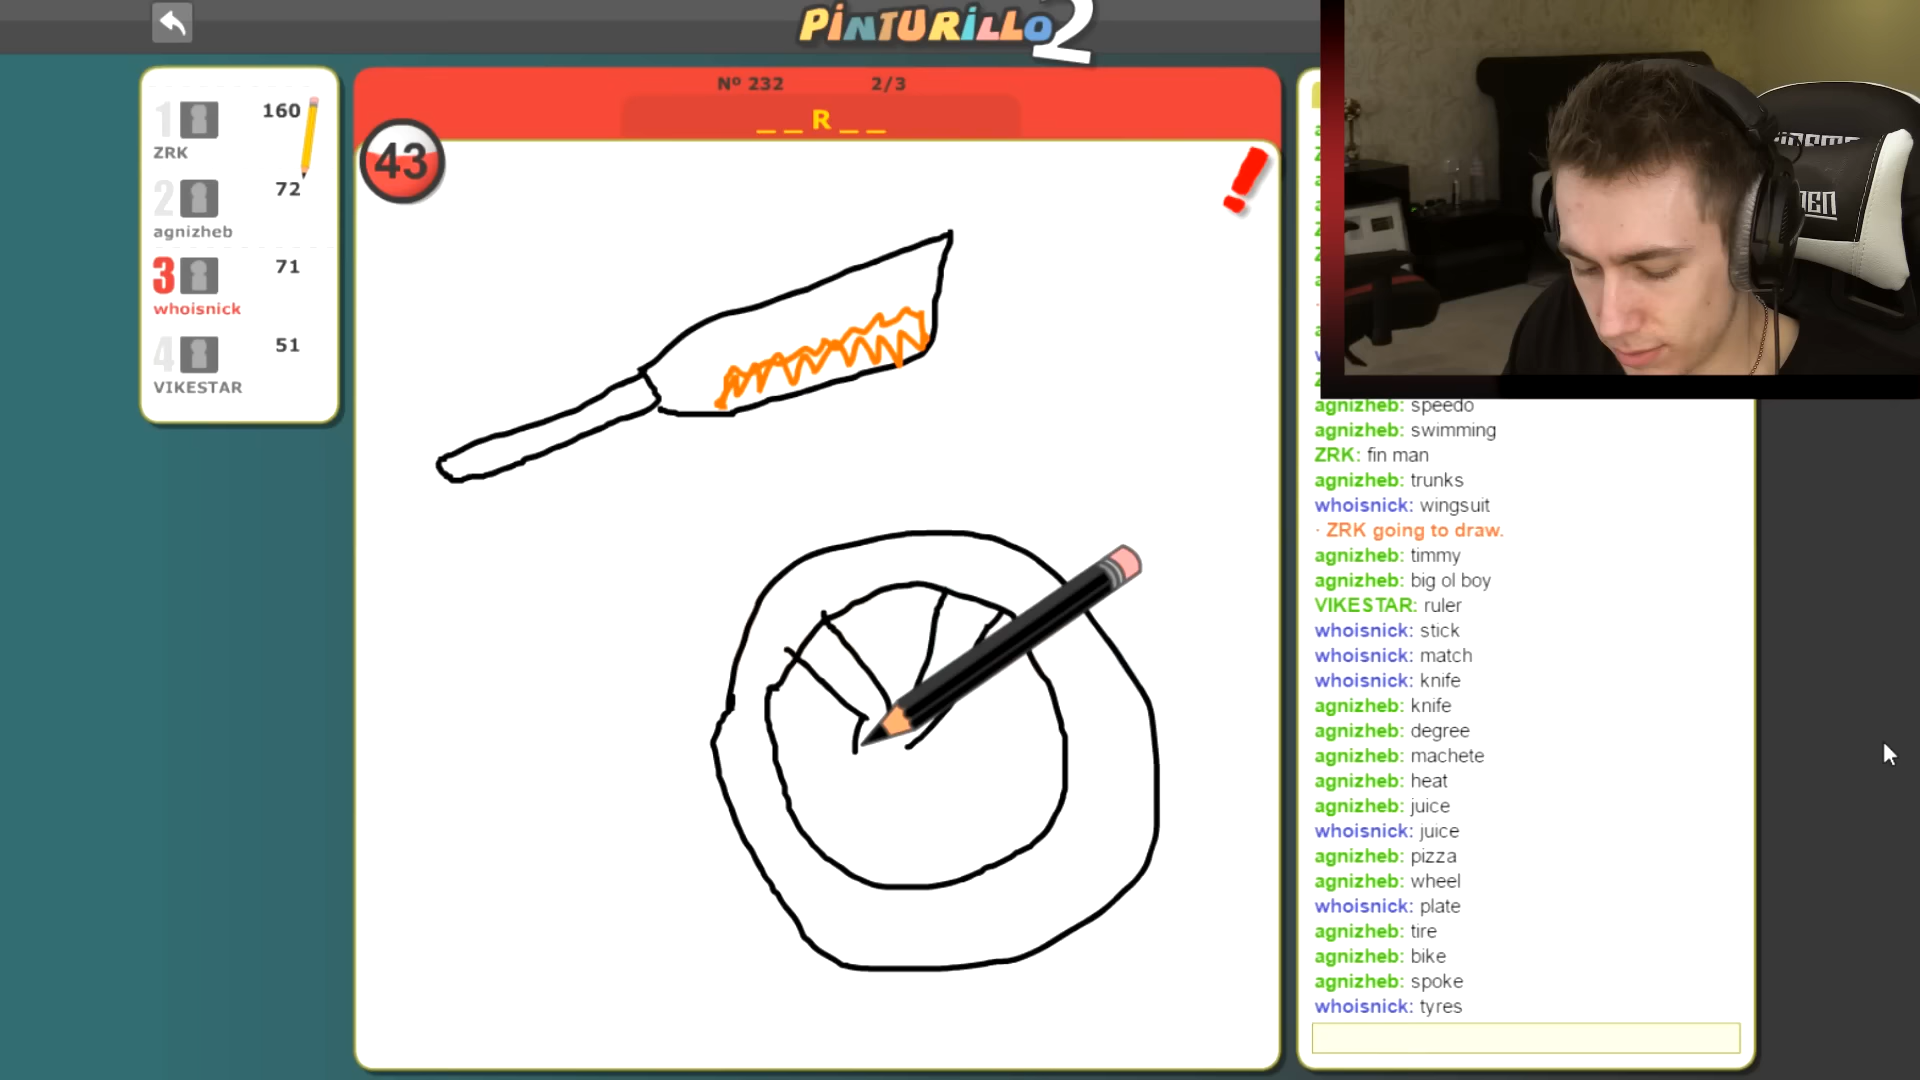 PINTURILLO 2
Nº 232 2/3
_ _ R _ _
43
1 160
ZRK
2 72
agnizheb
3 71
whoisnick
4 51
VIKESTAR
agnizheb: speedo
agnizheb: swimming
ZRK: fin man
agnizheb: trunks
whoisnick: wingsuit
· ZRK going to draw.
agnizheb: timmy
agnizheb: big ol boy
VIKESTAR: ruler
whoisnick: stick
whoisnick: match
whoisnick: knife
agnizheb: knife
agnizheb: degree
agnizheb: machete
agnizheb: heat
agnizheb: juice
whoisnick: juice
agnizheb: pizza
agnizheb: wheel
whoisnick: plate
agnizheb: tire
agnizheb: bike
agnizheb: spoke
whoisnick: tyres